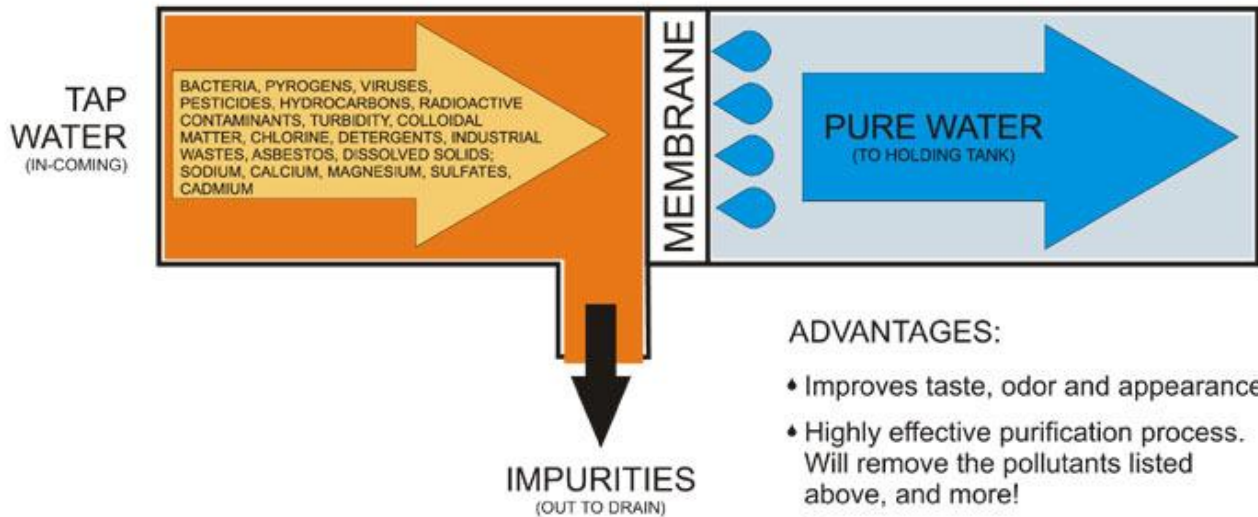 TAP
WATER
(IN-COMING)
BACTERIA, PYROGENS, VIRUSES,
PESTICIDES, HYDROCARBONS, RADIOACTIVE
CONTAMINANTS, TURBIDITY, COLLOIDAL
MATTER, CHLORINE, DETERGENTS, INDUSTRIAL
WASTES, ASBESTOS, DISSOLVED SOLIDS;
SODIUM, CALCIUM, MAGNESIUM, SULFATES,
CADMIUM
MEMBRANE
PURE WATER
(TO HOLDING TANK)
IMPURITIES
(OUT TO DRAIN)
ADVANTAGES:
Improves taste, odor and appearance
Highly effective purification process.
Will remove the pollutants listed
above, and more!